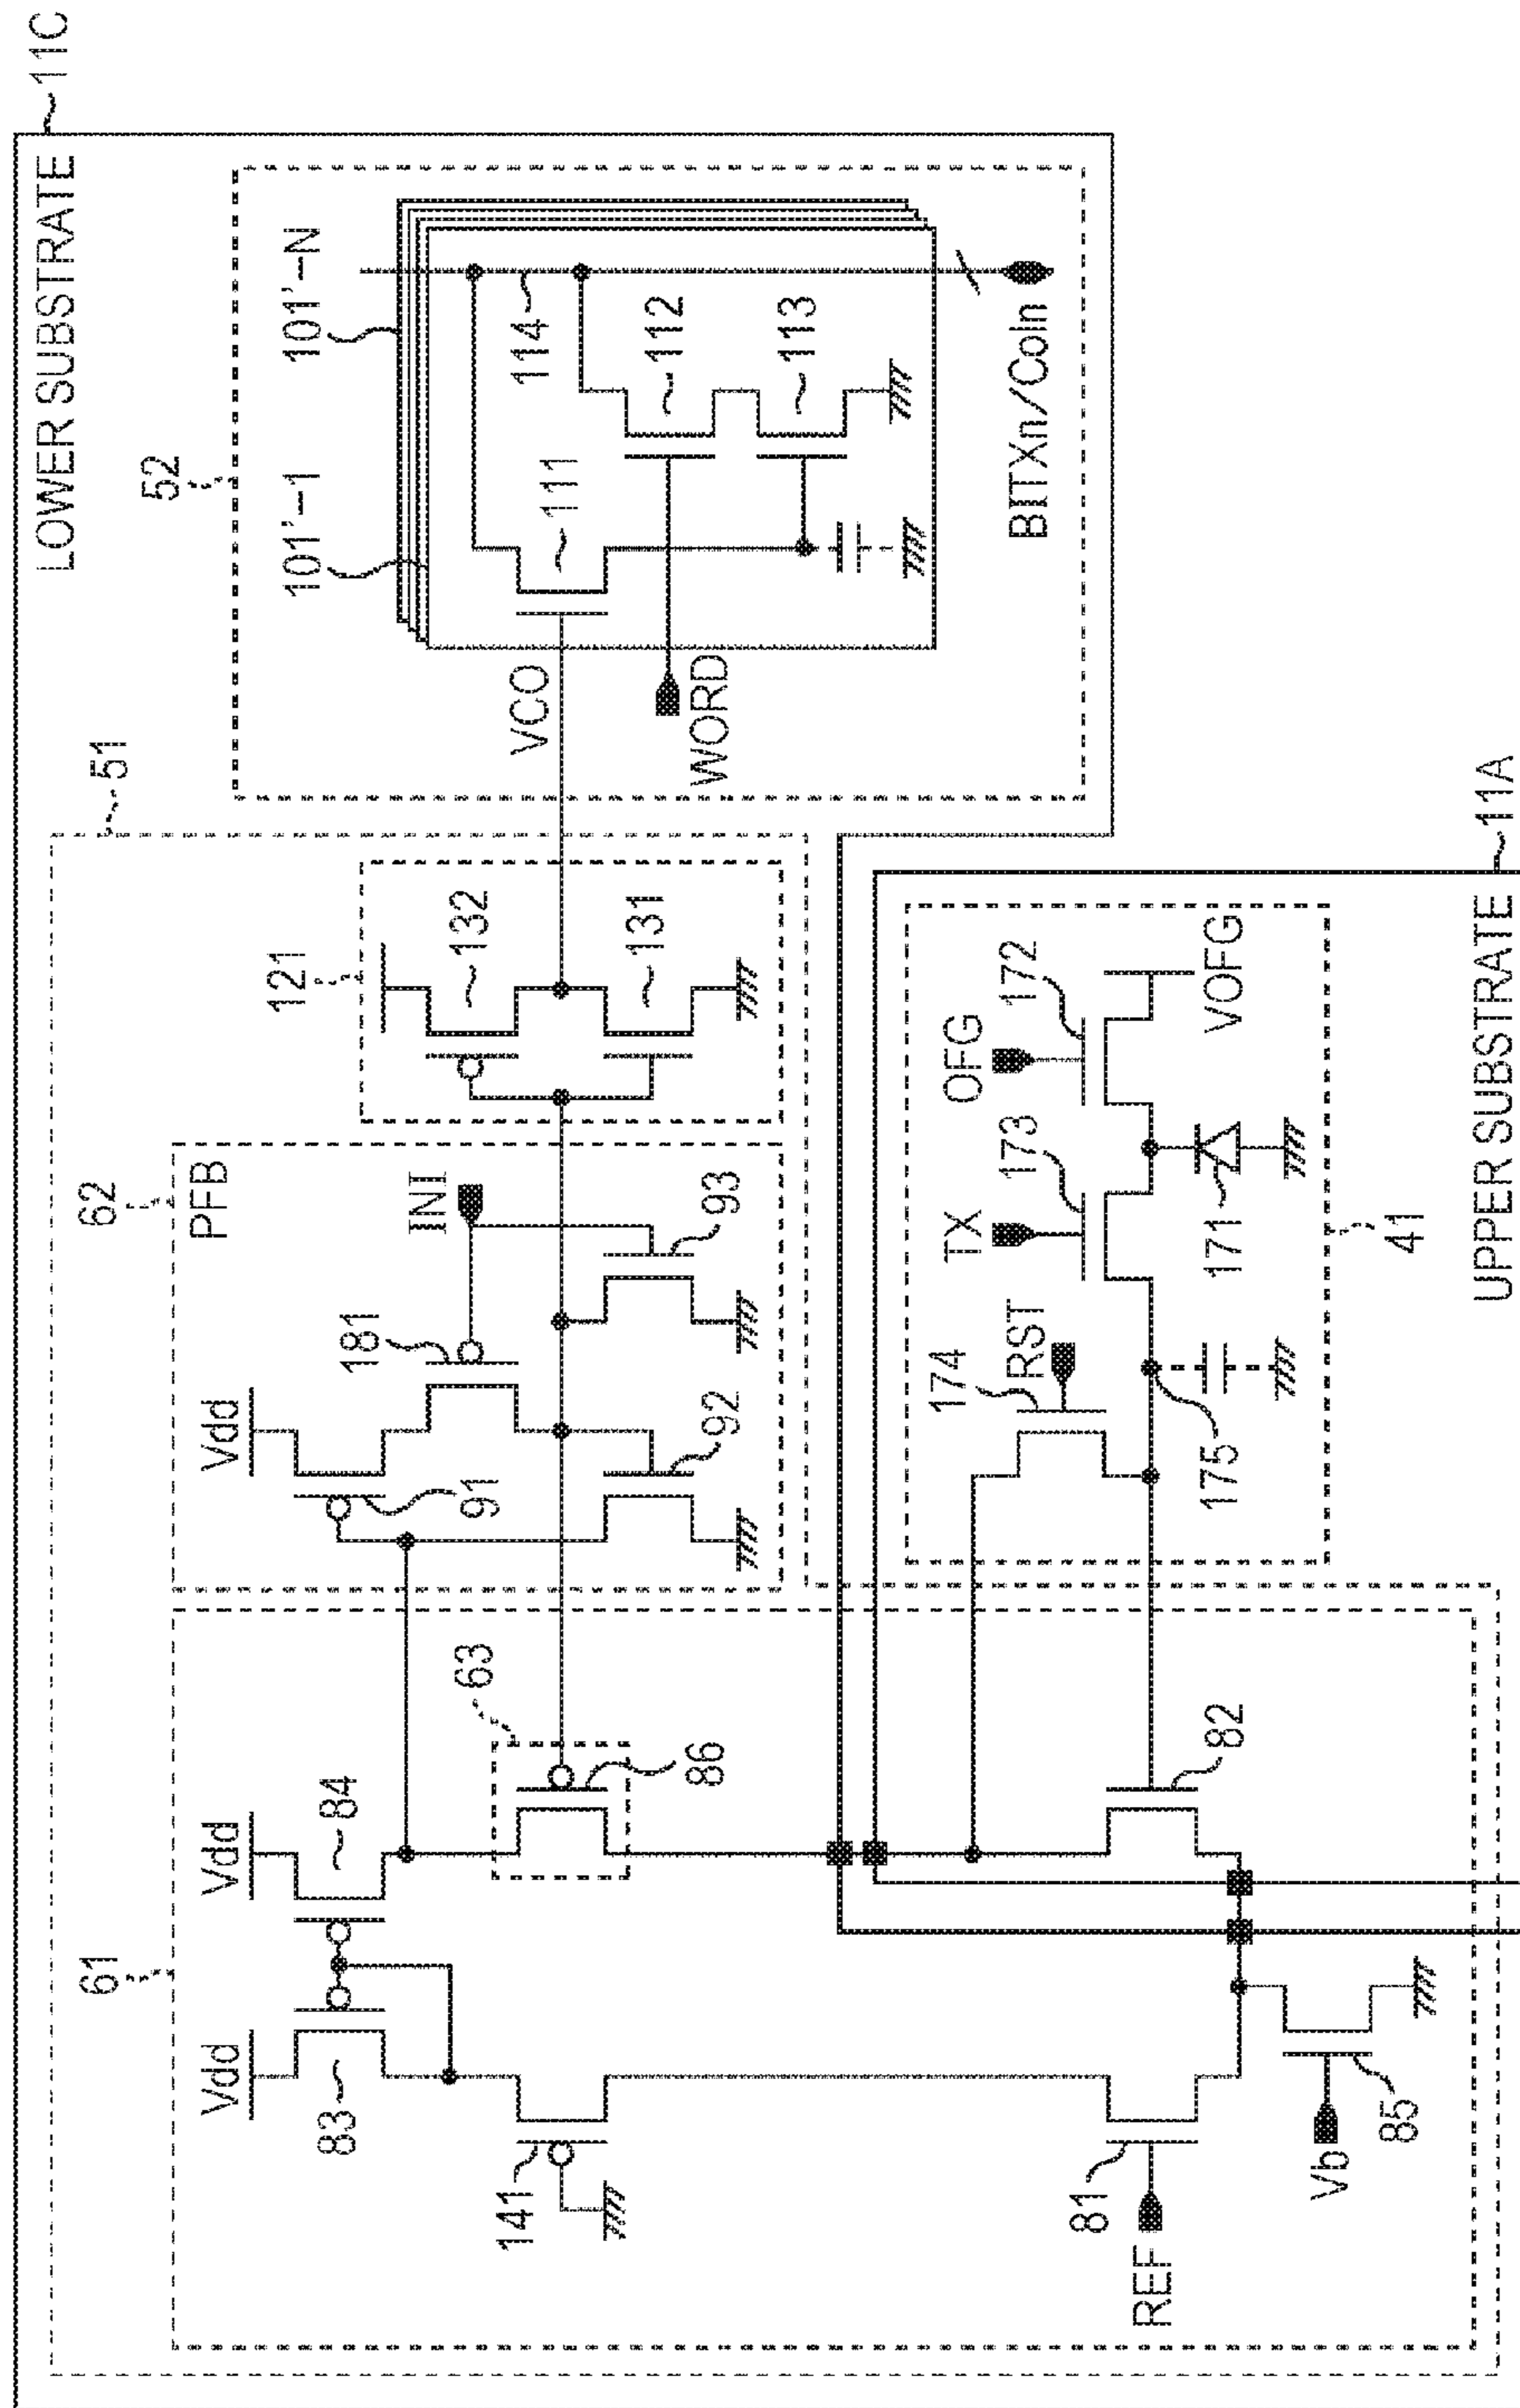 LOWER SUBSTRATE
11C
51
52
61
62
PFB
121
101'-1
101'-N
Vdd
Vdd
Vdd
83
84
91
181
INI
132
131
VCO
111
114
112
113
WORD
BITXn/Coln
141
63
86
92
93
174
RST
TX
173
OFG
172
VOFG
175
171
41
82
81
REF
Vb
85
UPPER SUBSTRATE
11A